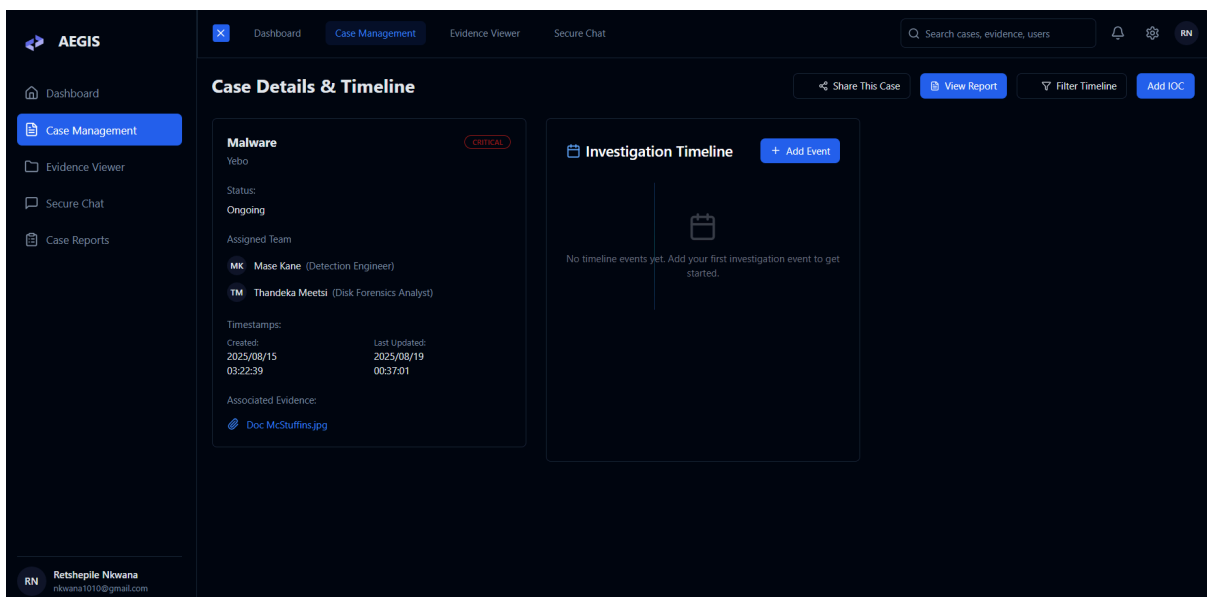 AEGIS
Dashboard
Case Management
Evidence Viewer
Secure Chat
Case Reports
RN
Retshepile Nkwana
nkwana1010@gmail.com
Dashboard
Case Management
Evidence Viewer
Secure Chat
Search cases, evidence, users
RN
Case Details & Timeline
Share This Case
View Report
Filter Timeline
Add IOC
Malware
CRITICAL
Yebo
Status:
Ongoing
Assigned Team
MK Mase Kane (Detection Engineer)
TM Thandeka Meetsi (Disk Forensics Analyst)
Timestamps:
Created: Last Updated:
2025/08/15 2025/08/19
03:22:39 00:37:01
Associated Evidence:
Doc McStuffins.jpg
Investigation Timeline
+ Add Event
No timeline events yet. Add your first investigation event to get
started.